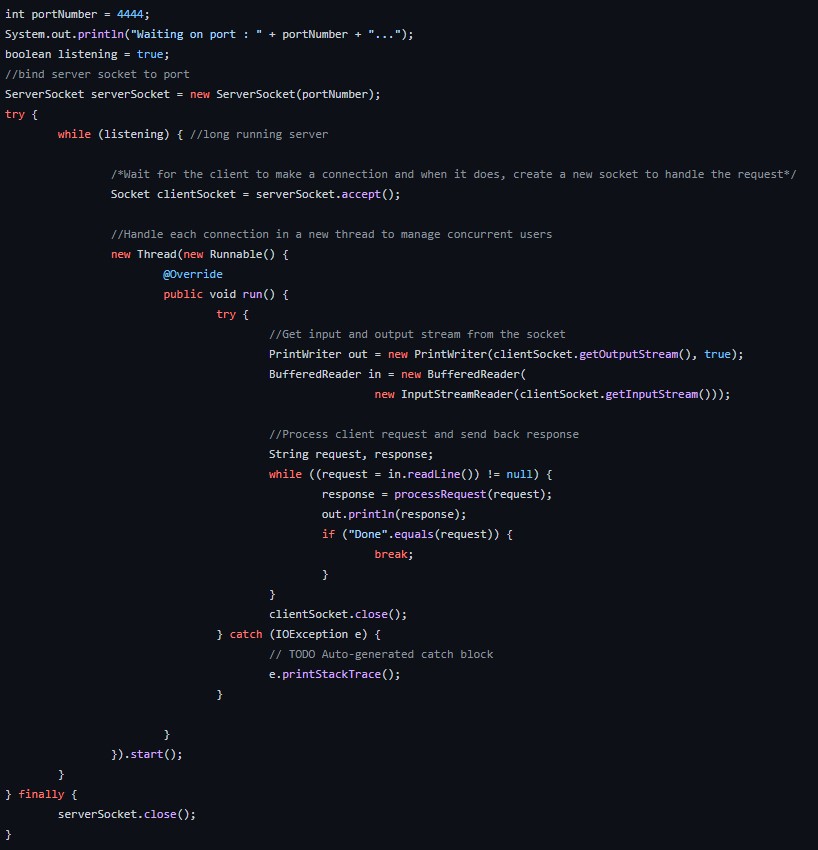 int portNumber = 4444;
System.out.println("Waiting on port : " + portNumber + "...");
boolean listening = true;
//bind server socket to port
ServerSocket serverSocket = new ServerSocket(portNumber);
try {
while (listening) { //long running server
/*Wait for the client to make a connection and when it does, create a new socket to handle the request*/
Socket clientSocket = serverSocket.accept();
//Handle each connection in a new thread to manage concurrent users
new Thread(new Runnable() {
@Override
public void run() {
try {
//Get input and output stream from the socket
PrintWriter out = new PrintWriter(clientSocket.getOutputStream(), true);
BufferedReader in = new BufferedReader(
new InputStreamReader(clientSocket.getInputStream()));
//Process client request and send back response
String request, response;
while ((request = in.readLine()) != null) {
response = processRequest(request);
out.println(response);
if ("Done".equals(request)) {
break;
}
}
clientSocket.close();
} catch (IOException e) {
// TODO Auto-generated catch block
e.printStackTrace();
}
}
}).start();
}
} finally {
serverSocket.close();
}